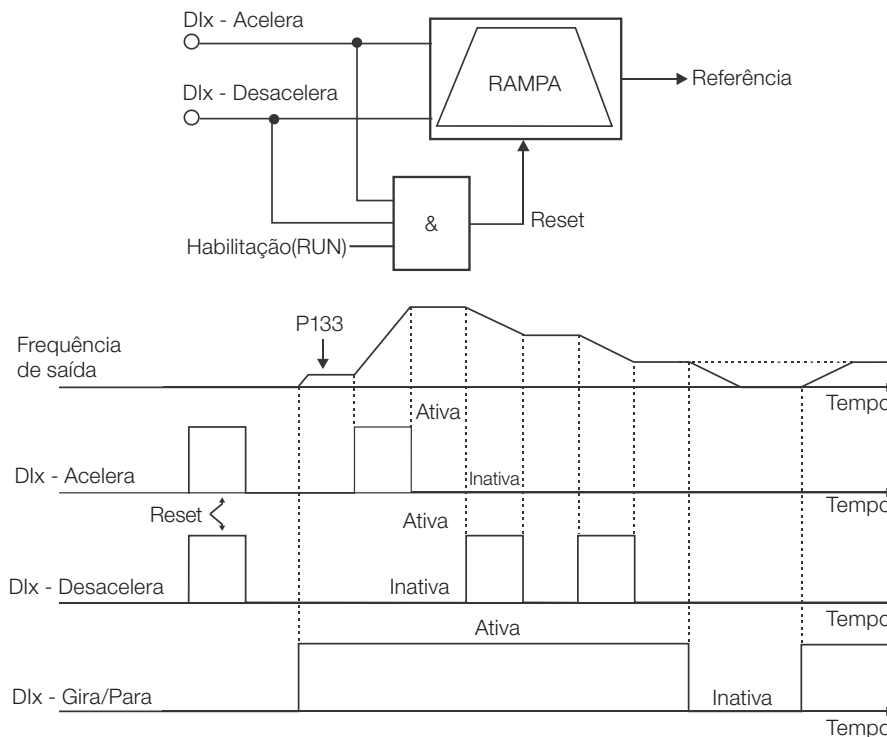 DIx - Acelera
DIx - Desacelera
RAMPA
Referência
&
Reset
Habilitação(RUN)
P133
Frequência
de saída
Tempo
Ativa
DIx - Acelera
Inativa
Tempo
Reset
Ativa
DIx - Desacelera
Inativa
Tempo
Ativa
DIx - Gira/Para
Inativa
Tempo